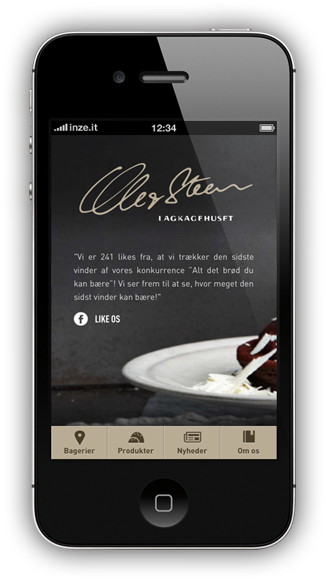 inze.it 12:34
Ole & Steen
LAGKAGEHUSET
"Vi er 241 likes fra, at vi trækker den sidste
vinder af vores konkurrence "Alt det brød du
kan bære"! Vi ser frem til at se, hvor meget den
sidst vinder kan bære!"
f LIKE OS
Bagerier Produkter Nyheder Om os